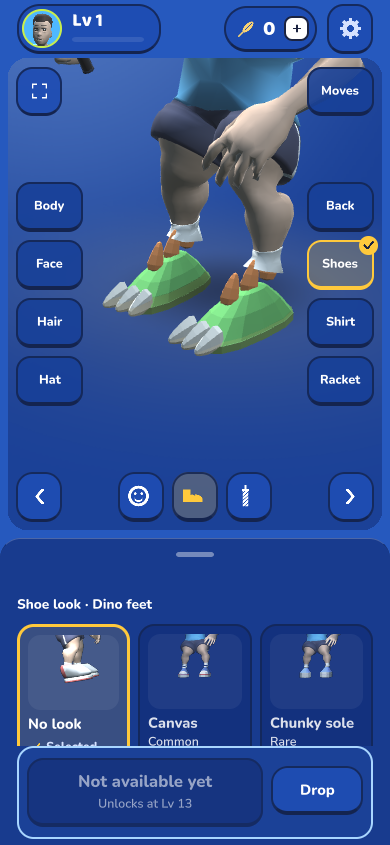 Lv 1
0
+
Moves
Body
Back
Face
Shoes
Hair
Shirt
Hat
Racket
Shoe look · Dino feet
No look
Canvas
Chunky sole
✓ Selected
Common
Rare
Not available yet
Unlocks at Lv 13
Drop